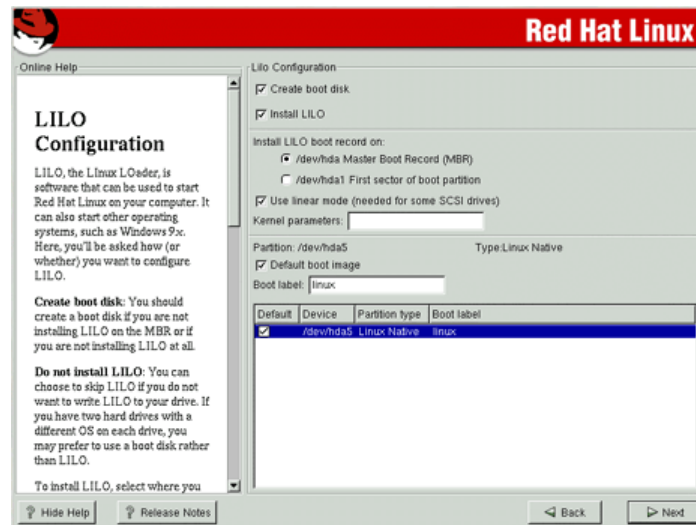 Red Hat Linux
Online Help
LILO
Configuration
LILO, the LInux LOader, is
software that can be used to start
Red Hat Linux on your computer. It
can also start other operating
systems, such as Windows 9x.
Here, you'll be asked how (or
whether) you want to configure
LILO.
Create boot disk: You should
create a boot disk if you are not
installing LILO on the MBR or if
you are not installing LILO at all.
Do not install LILO: You can
choose to skip LILO if you do not
want to write LILO to your drive. If
you have two hard drives with a
different OS on each drive, you
may prefer to use a boot disk rather
than LILO.
To install LILO, select where you
Lilo Configuration
Create boot disk
Install LILO
Install LILO boot record on:
/dev/hda Master Boot Record (MBR)
/dev/hda1 First sector of boot partition
Use linear mode (needed for some SCSI drives)
Kernel parameters:
Partition: /dev/hda5 Type:Linux Native
Default boot image
Boot label: linux
Default Device Partition type Boot label
/dev/hda5 Linux Native linux
Hide Help Release Notes Back Next